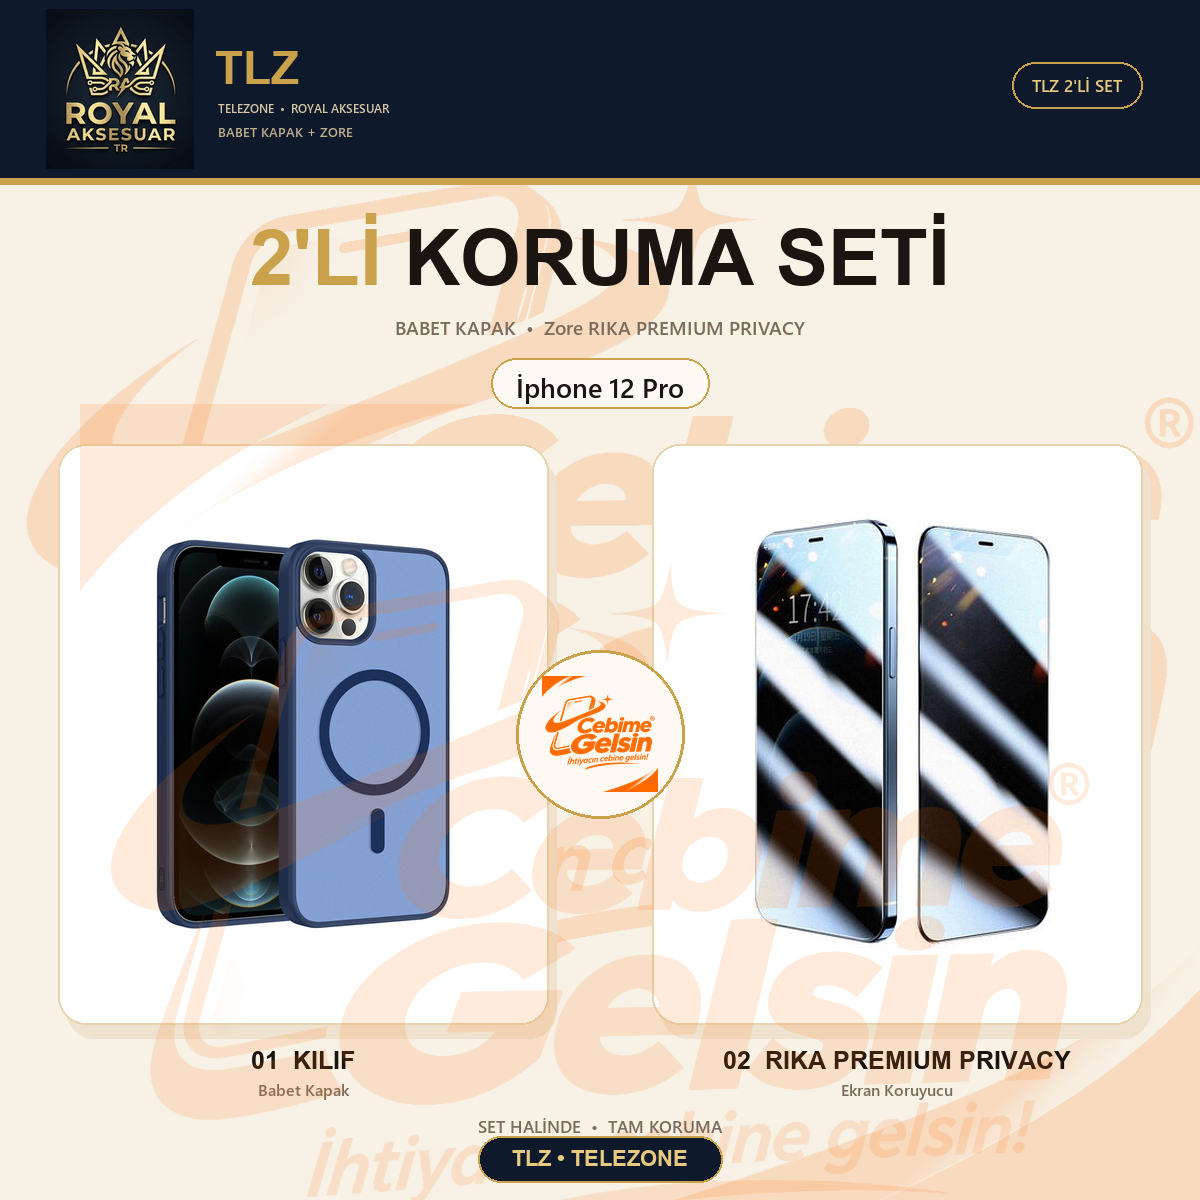 ROYAL
AKSESUAR
TR
TLZ
TELEZONE • ROYAL AKSESUAR
BABET KAPAK + ZORE
TLZ 2'Lİ SET
2'Lİ KORUMA SETİ
BABET KAPAK • Zore RIKA PREMIUM PRIVACY
İphone 12 Pro
17:42
Cebime
Gelsin
İhtiyacın cebine gelsin!
Cebime®
Gelsin
01 KILIF
Babet Kapak
02 RIKA PREMIUM PRIVACY
Ekran Koruyucu
SET HALİNDE • TAM KORUMA
TLZ • TELEZONE